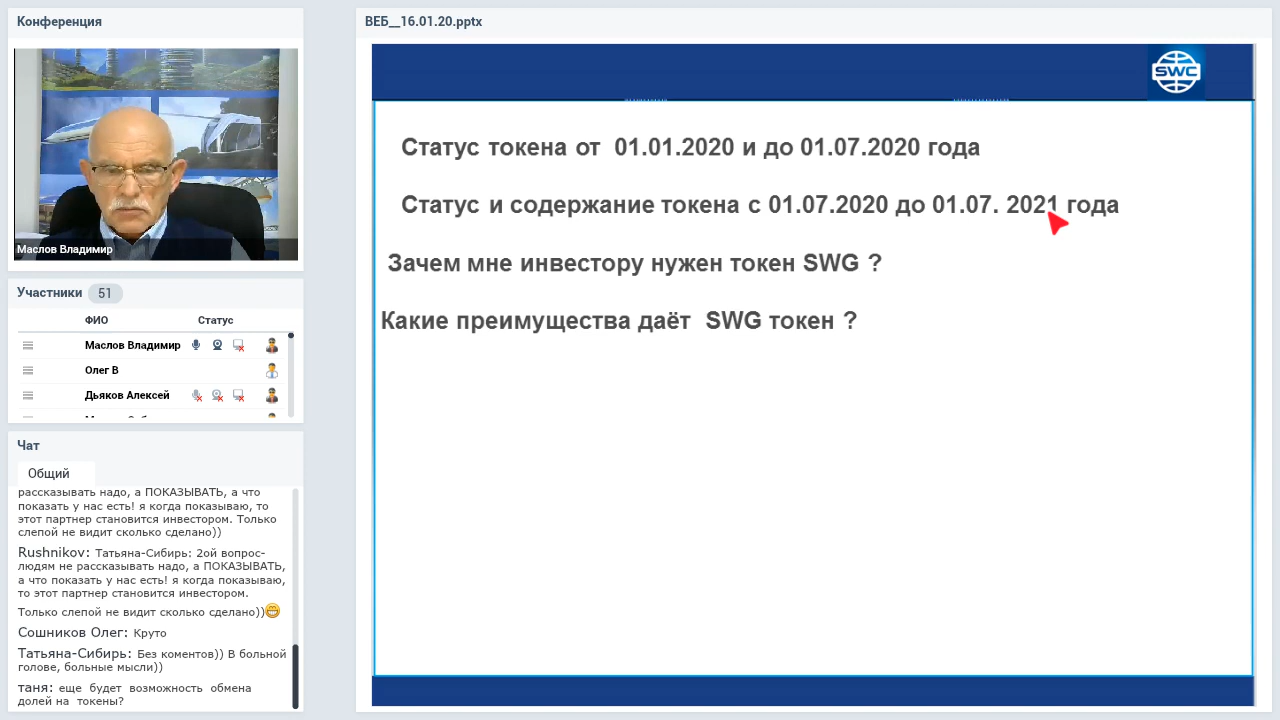 Конференция
Маслов Владимир
Участники 51
ФИО Статус
Маслов Владимир
Олег В
Дьяков Алексей
Чат
Общий
рассказывать надо, а ПОКАЗЫВАТЬ, а что
показать у нас есть! я когда показываю, то
этот партнер становится инвестором. Только
слепой не видит сколько сделано))
Rushnikov: Татьяна-Сибирь: 2ой вопрос-
людям не рассказывать надо, а ПОКАЗЫВАТЬ,
а что показать у нас есть! я когда показываю,
то этот партнер становится инвестором.
Только слепой не видит сколько сделано))
Сошников Олег: Круто
Татьяна-Сибирь: Без коментов)) В больной
голове, больные мысли))
таня: еще будет возможность обмена
долей на токены?
ВЕБ__16.01.20.pptx
SWC
Статус токена от 01.01.2020 и до 01.07.2020 года
Статус и содержание токена с 01.07.2020 до 01.07. 2021 года
Зачем мне инвестору нужен токен SWG ?
Какие преимущества даёт SWG токен ?